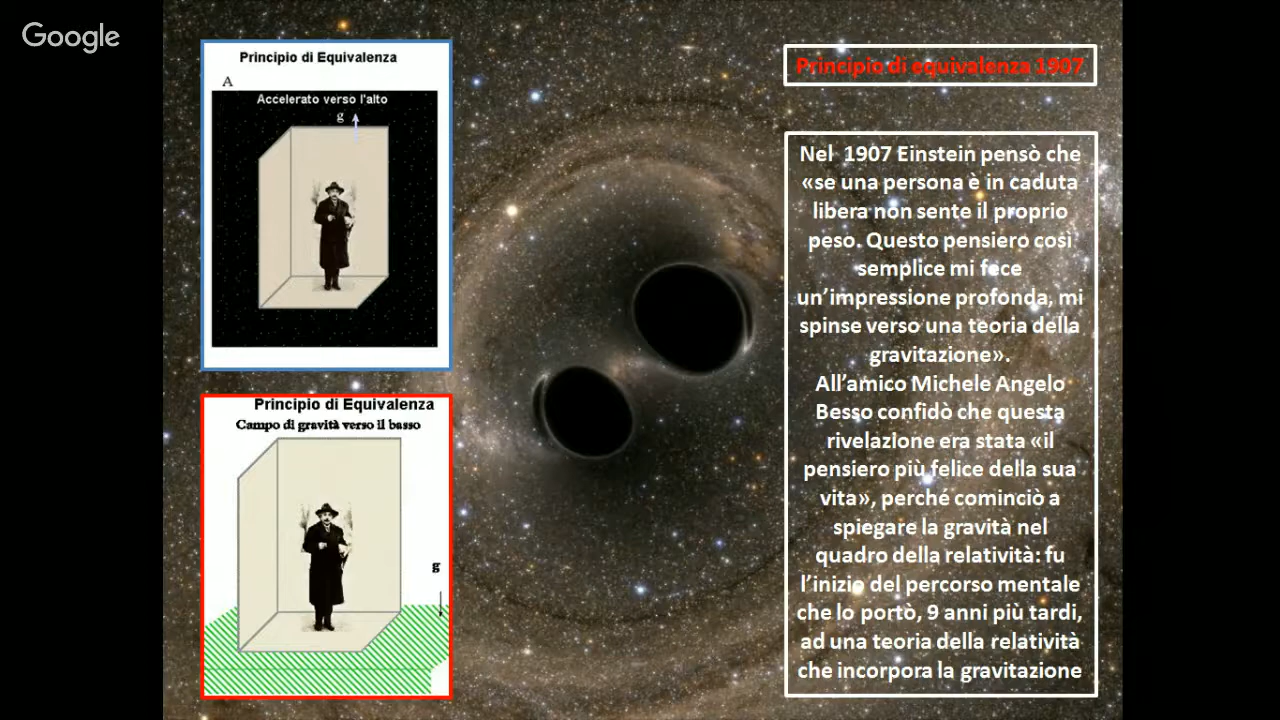 Google
Principio di Equivalenza
A
Accelerato verso l'alto
g
Principio di Equivalenza
Campo di gravità verso il basso
g
Principio di equivalenza 1907
Nel 1907 Einstein pensò che
«se una persona è in caduta
libera non sente il proprio
peso. Questo pensiero così
semplice mi fece
un'impressione profonda, mi
spinse verso una teoria della
gravitazione».
All'amico Michele Angelo
Besso confidò che questa
rivelazione era stata «il
pensiero più felice della sua
vita», perché cominciò a
spiegare la gravità nel
quadro della relatività: fu
l'inizio del percorso mentale
che lo portò, 9 anni più tardi,
ad una teoria della relatività
che incorpora la gravitazione